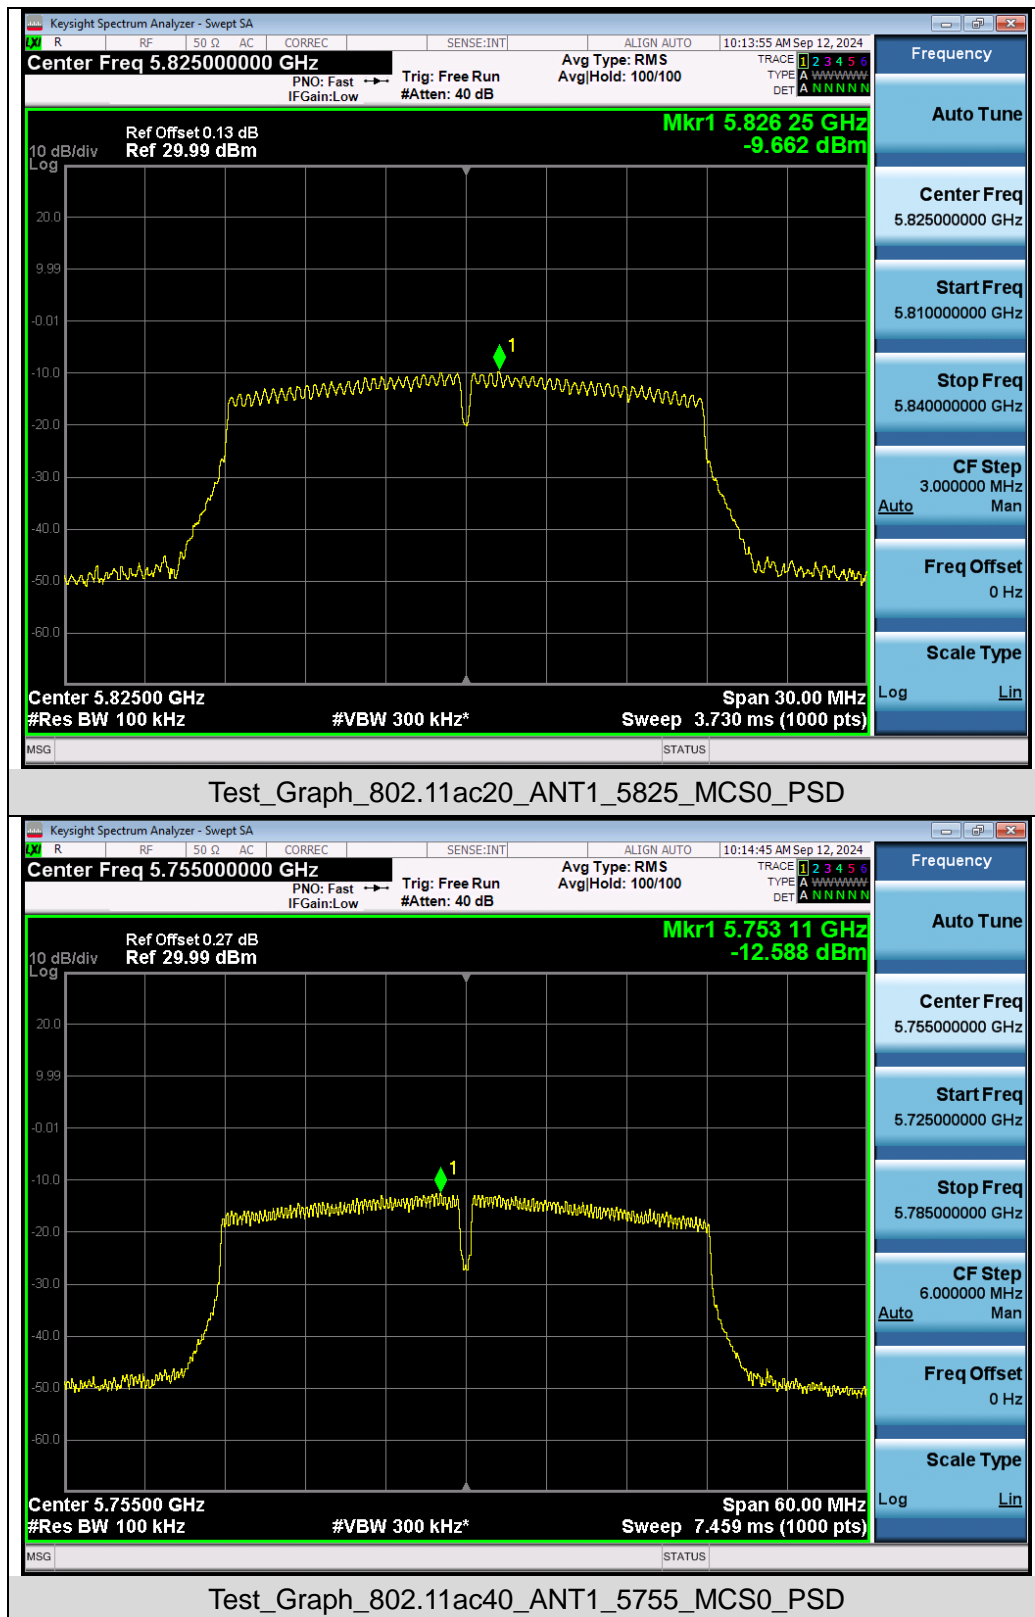 Keysight Spectrum Analyzer - Swept SA
LXI R RF 50 Ω AC CORREC SENSE:INT ALIGN AUTO 10:13:55 AM Sep 12, 2024
Center Freq 5.825000000 GHz
PNO: Fast
IFGain:Low
Trig: Free Run
#Atten: 40 dB
Avg Type: RMS
Avg|Hold: 100/100
TRACE 1 2 3 4 5 6
TYPE A WWWWW
DET A N N N N N
Mkr1 5.826 25 GHz
-9.662 dBm
Ref Offset 0.13 dB
10 dB/div Ref 29.99 dBm
Log
20.0
9.99
-0.01
-10.0
-20.0
-30.0
-40.0
-50.0
-60.0
1
Center 5.82500 GHz Span 30.00 MHz
#Res BW 100 kHz #VBW 300 kHz* Sweep 3.730 ms (1000 pts)
MSG STATUS
Frequency
Auto Tune
Center Freq
5.825000000 GHz
Start Freq
5.810000000 GHz
Stop Freq
5.840000000 GHz
CF Step
3.000000 MHz
Auto Man
Freq Offset
0 Hz
Scale Type
Log Lin
Test_Graph_802.11ac20_ANT1_5825_MCS0_PSD
Keysight Spectrum Analyzer - Swept SA
LXI R RF 50 Ω AC CORREC SENSE:INT ALIGN AUTO 10:14:45 AM Sep 12, 2024
Center Freq 5.755000000 GHz
PNO: Fast
IFGain:Low
Trig: Free Run
#Atten: 40 dB
Avg Type: RMS
Avg|Hold: 100/100
TRACE 1 2 3 4 5 6
TYPE A WWWWW
DET A N N N N N
Mkr1 5.753 11 GHz
-12.588 dBm
Ref Offset 0.27 dB
10 dB/div Ref 29.99 dBm
Log
20.0
9.99
-0.01
-10.0
-20.0
-30.0
-40.0
-50.0
-60.0
1
Center 5.75500 GHz Span 60.00 MHz
#Res BW 100 kHz #VBW 300 kHz* Sweep 7.459 ms (1000 pts)
MSG STATUS
Frequency
Auto Tune
Center Freq
5.755000000 GHz
Start Freq
5.725000000 GHz
Stop Freq
5.785000000 GHz
CF Step
6.000000 MHz
Auto Man
Freq Offset
0 Hz
Scale Type
Log Lin
Test_Graph_802.11ac40_ANT1_5755_MCS0_PSD